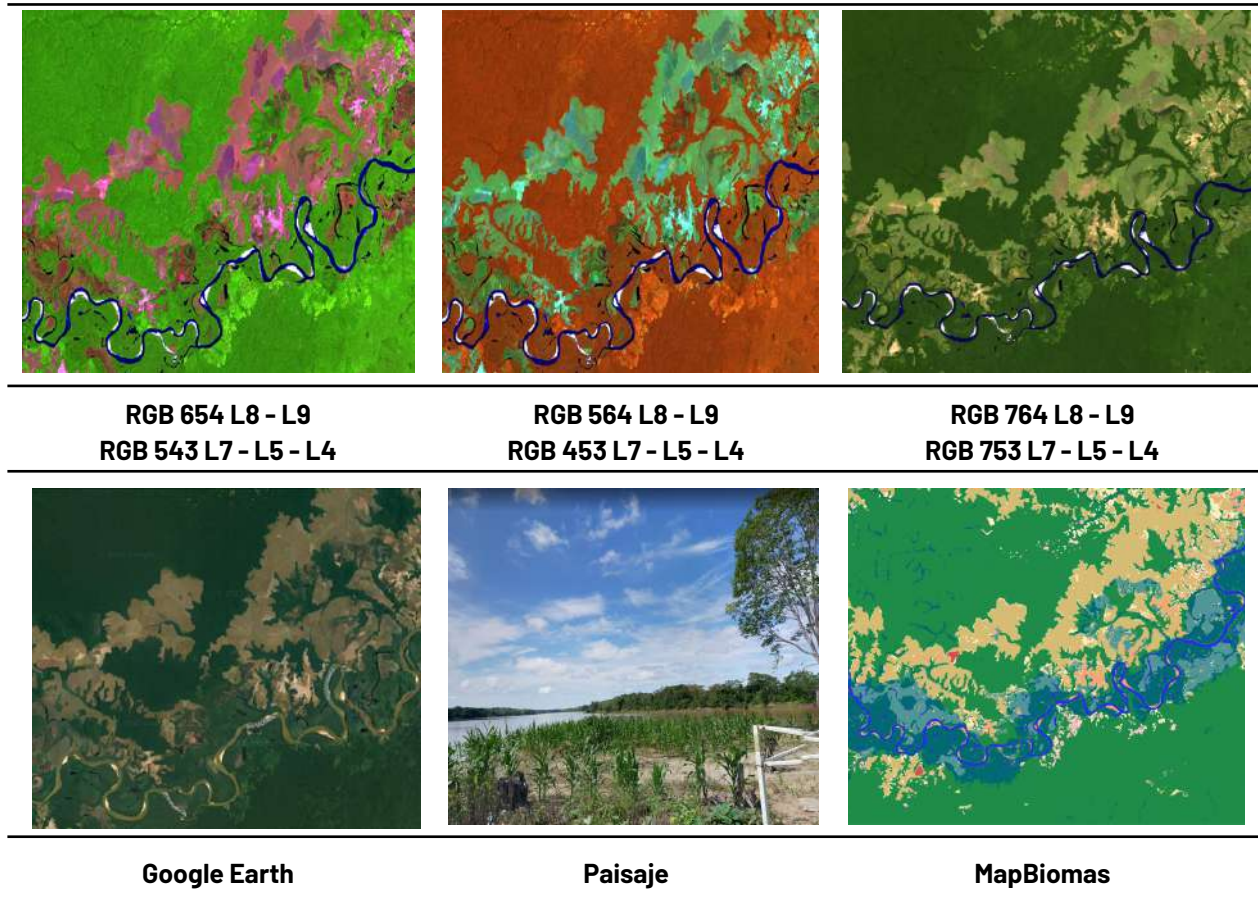 RGB 654 L8 - L9
RGB 543 L7 - L5 - L4
RGB 564 L8 - L9
RGB 453 L7 - L5 - L4
RGB 764 L8 - L9
RGB 753 L7 - L5 - L4
Google Earth
Paisaje
MapBiomas